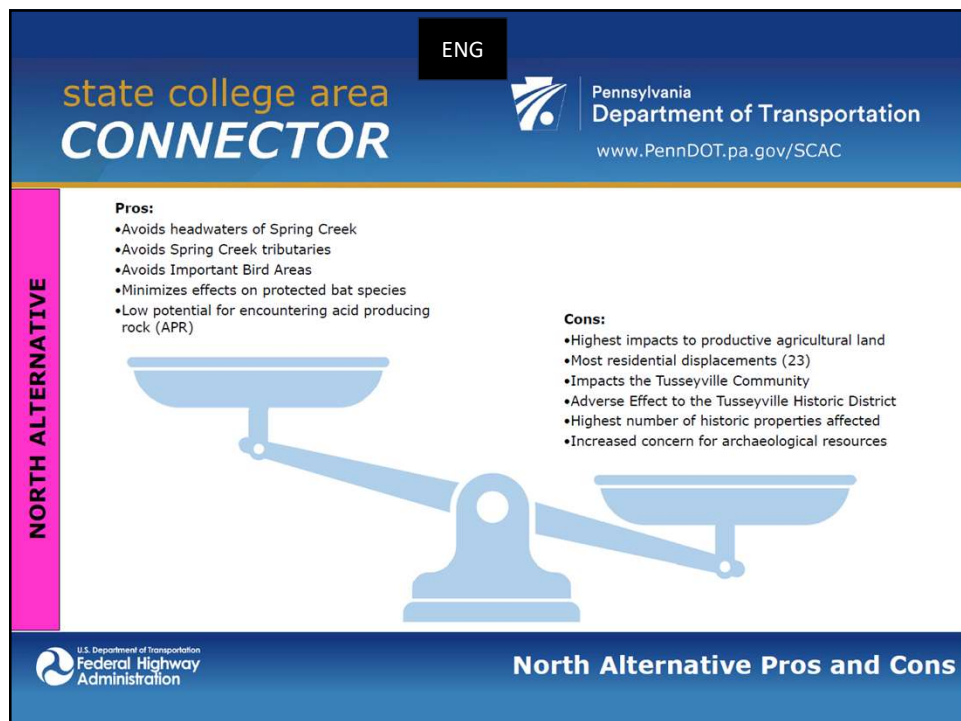 ENG
state college area
CONNECTOR
Pennsylvania
Department of Transportation
www.PennDOT.pa.gov/SCAC
NORTH ALTERNATIVE
Pros:
•Avoids headwaters of Spring Creek
•Avoids Spring Creek tributaries
•Avoids Important Bird Areas
•Minimizes effects on protected bat species
•Low potential for encountering acid producing
rock (APR)
Cons:
•Highest impacts to productive agricultural land
•Most residential displacements (23)
•Impacts the Tusseyville Community
•Adverse Effect to the Tusseyville Historic District
•Highest number of historic properties affected
•Increased concern for archaeological resources
U.S. Department of Transportation
Federal Highway
Administration
North Alternative Pros and Cons